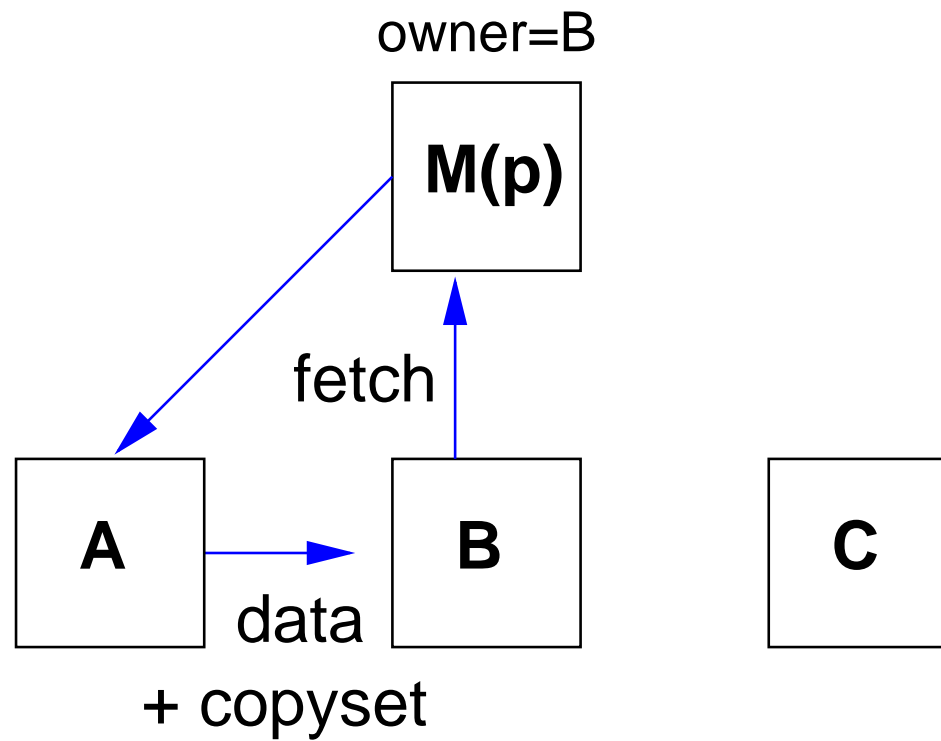 owner=B
M(p)
fetch
A
B
C
data
+ copyset